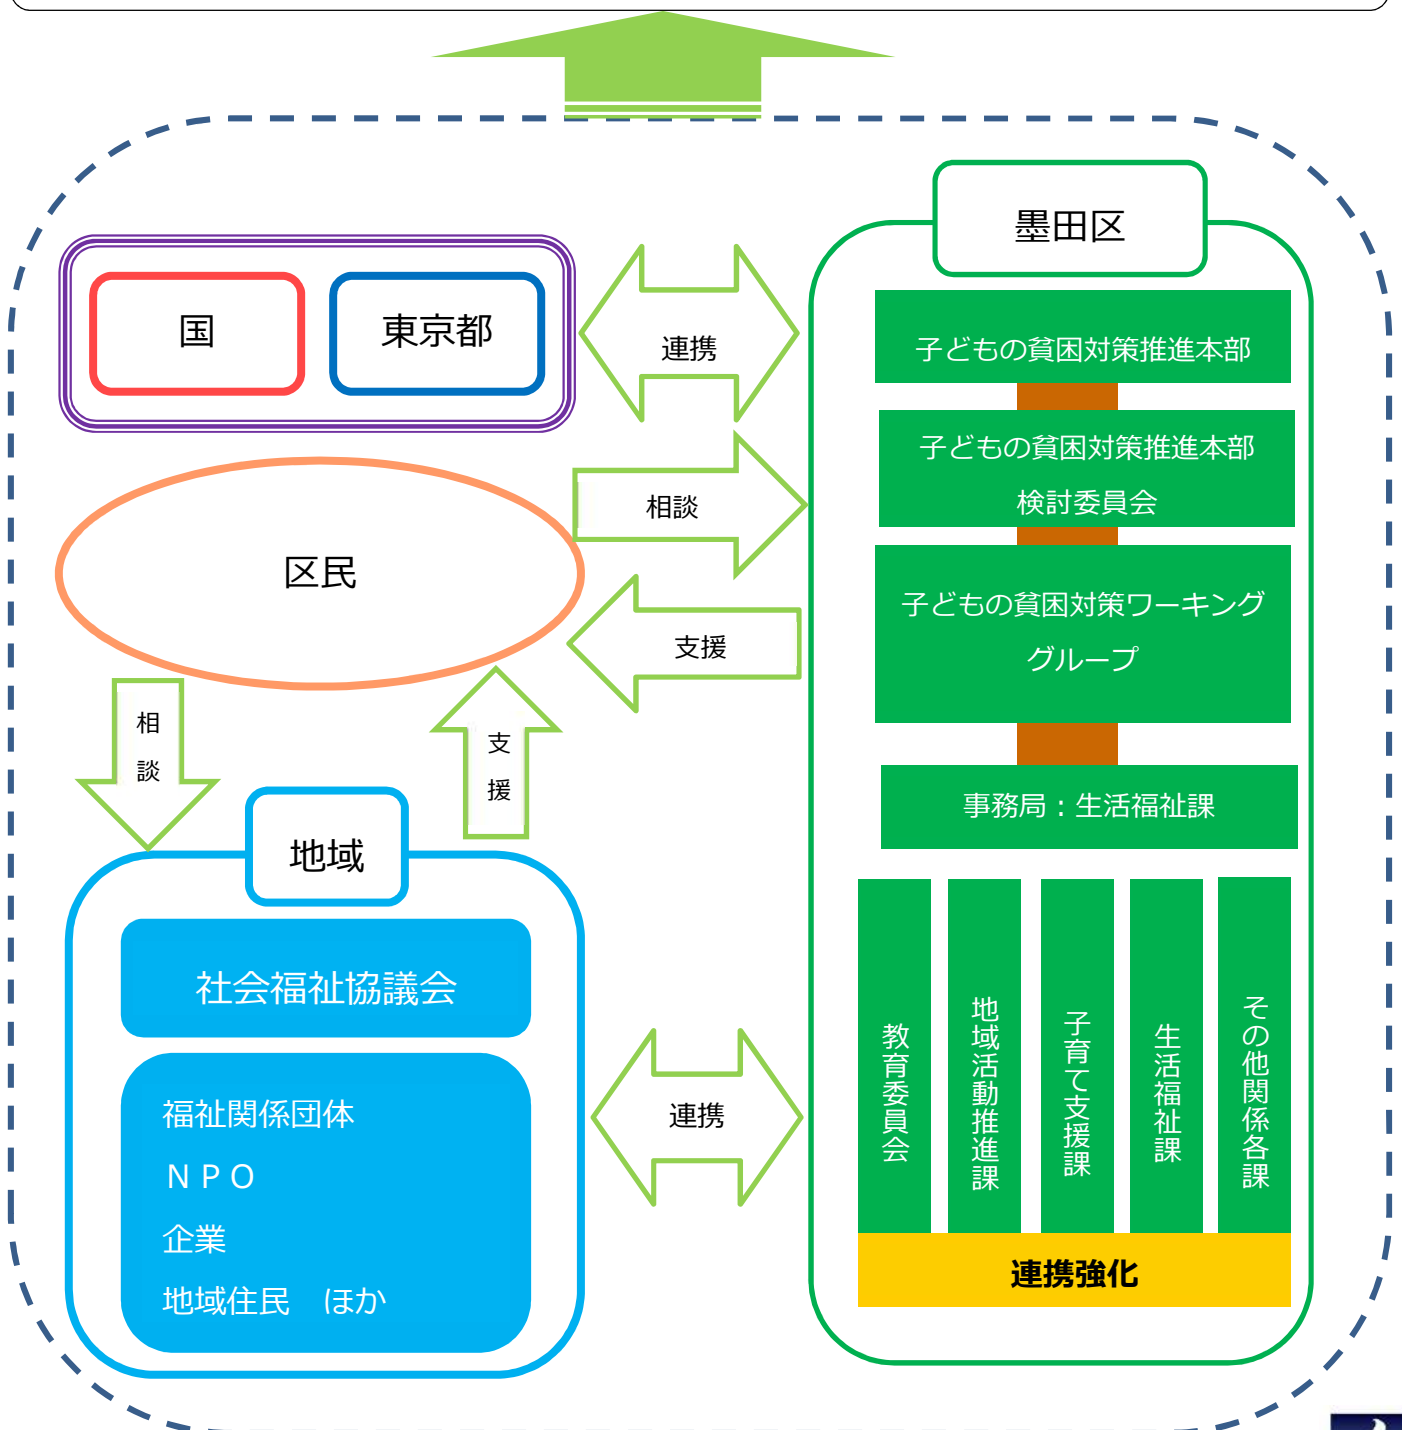 墨田区
国
東京都
連携
子どもの貧困対策推進本部
子どもの貧困対策推進本部
検討委員会
相談
区民
子どもの貧困対策ワーキング
グループ
支援
相談
支援
事務局：生活福祉課
地域
社会福祉協議会
福祉関係団体
ＮＰＯ
企業
地域住民　ほか
連携
教育委員会
地域活動推進課
子育て支援課
生活福祉課
その他関係各課
連携強化